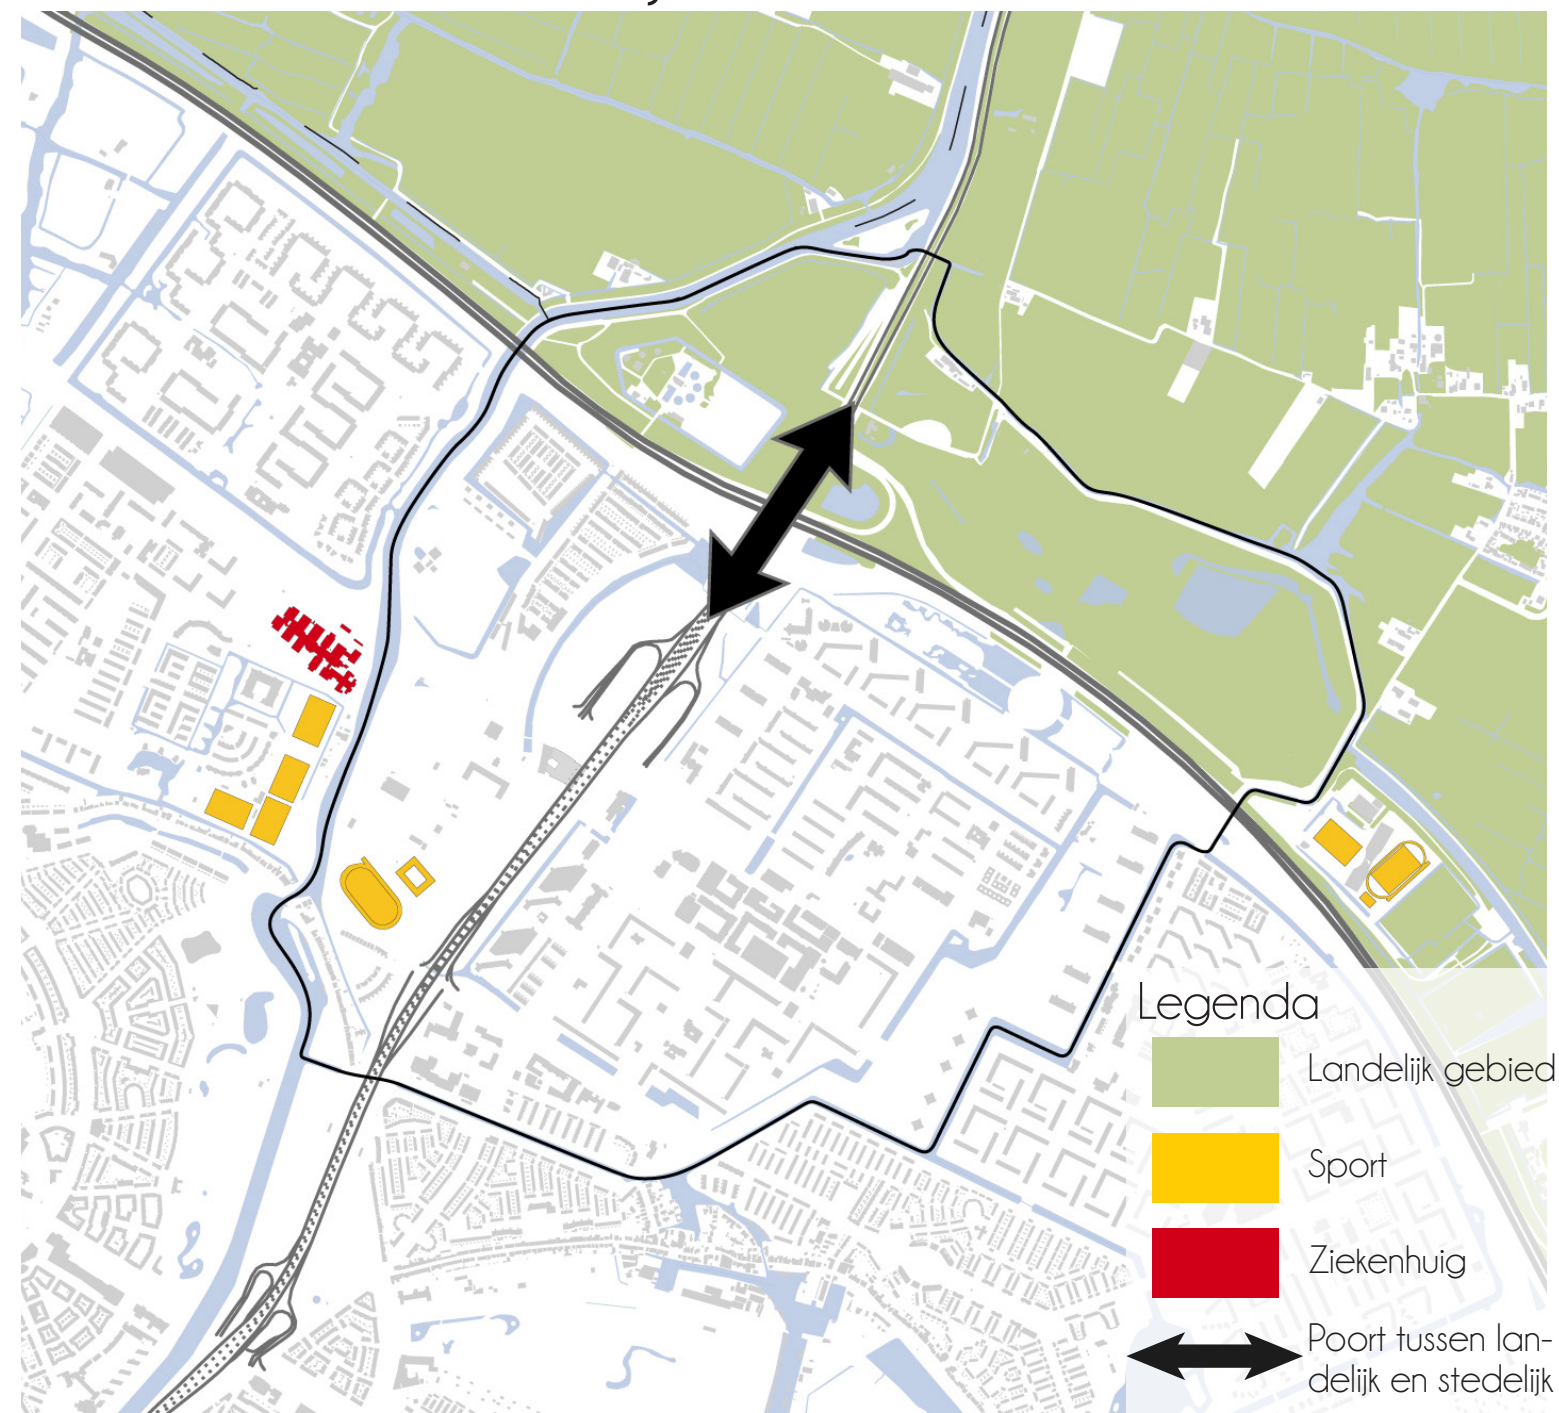 Legenda
Landelijk gebied
Sport
Ziekenhuig
Poort tussen lan-
delijk en stedelijk